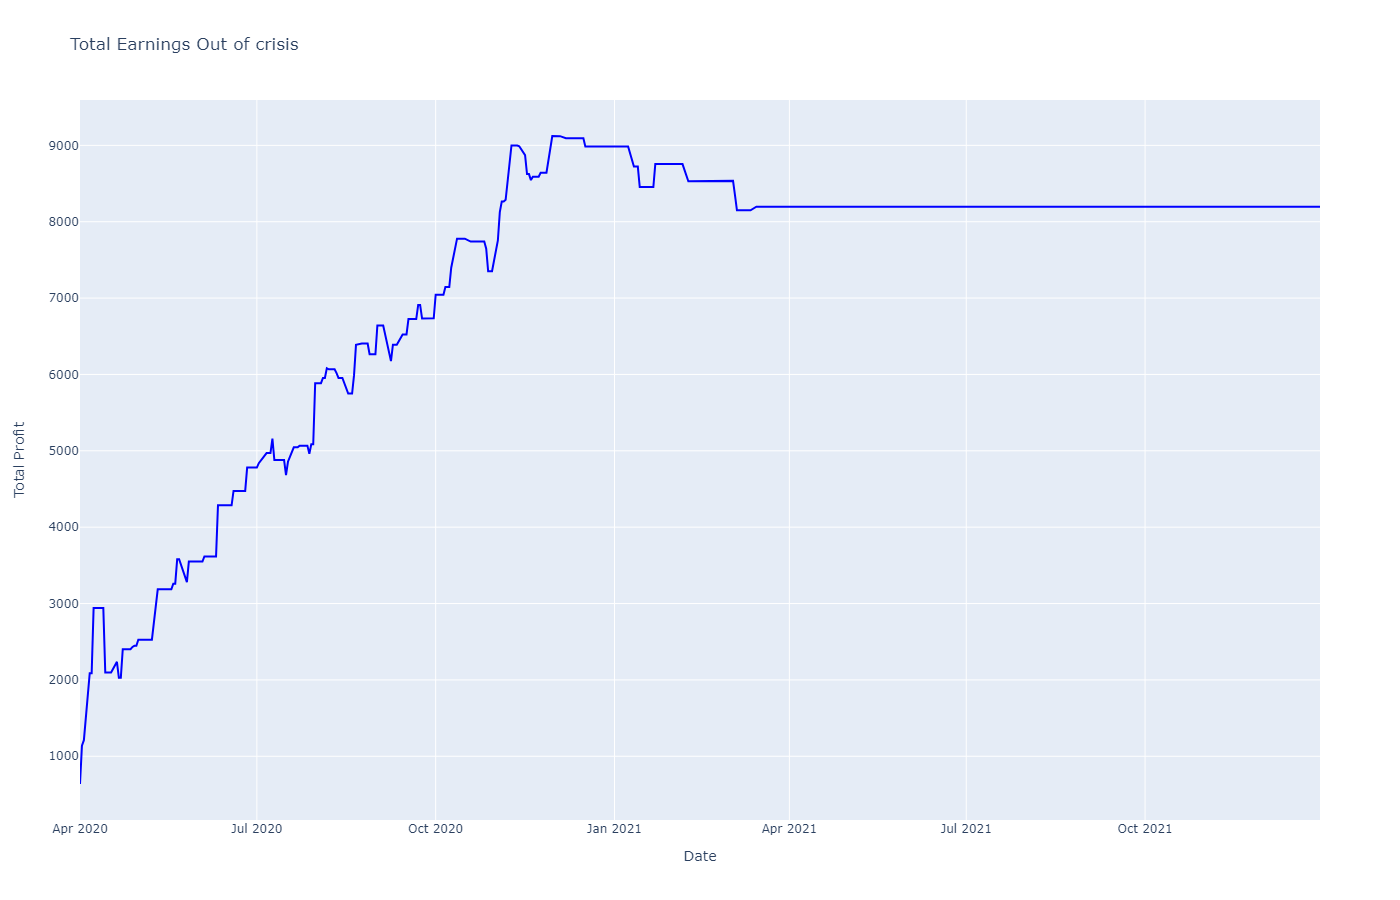 Total Earnings Out of crisis
9000
8000
7000
6000
5000
4000
3000
2000
1000
Total Profit
Apr 2020
Jul 2020
Oct 2020
Jan 2021
Apr 2021
Jul 2021
Oct 2021
Date